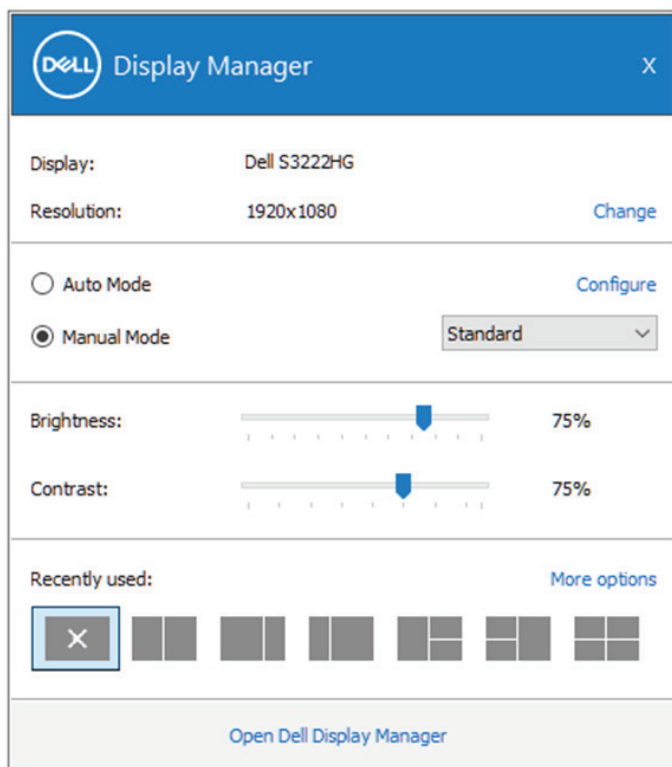 DELL Display Manager X
Display: Dell S3222HG
Resolution: 1920x1080 Change
Auto Mode Configure
Manual Mode Standard
Brightness: 75%
Contrast: 75%
Recently used: More options
Open Dell Display Manager